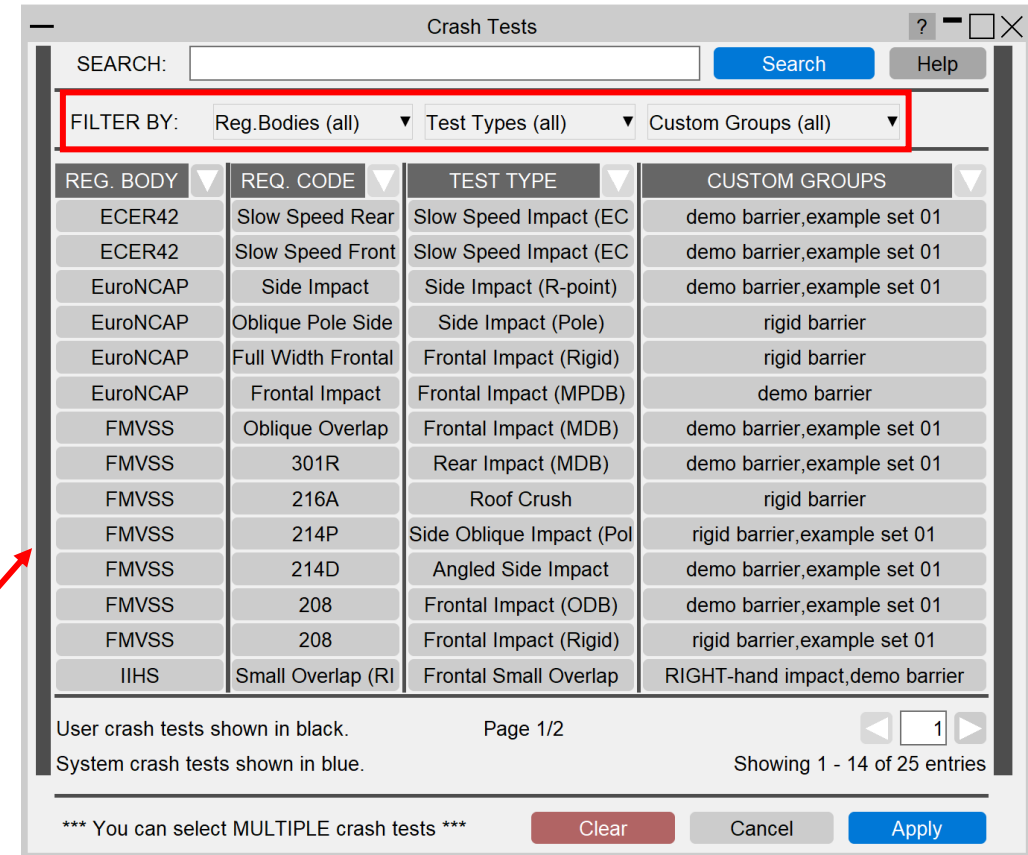 Crash Tests ?
SEARCH: Search Help
FILTER BY: Reg.Bodies (all) Test Types (all) Custom Groups (all)
REG. BODY REQ. CODE TEST TYPE CUSTOM GROUPS
ECER42 Slow Speed Rear Slow Speed Impact (EC demo barrier,example set 01
ECER42 Slow Speed Front Slow Speed Impact (EC demo barrier,example set 01
EuroNCAP Side Impact Side Impact (R-point) demo barrier,example set 01
EuroNCAP Oblique Pole Side Side Impact (Pole) rigid barrier
EuroNCAP Full Width Frontal Frontal Impact (Rigid) rigid barrier
EuroNCAP Frontal Impact Frontal Impact (MPDB) demo barrier
FMVSS Oblique Overlap Frontal Impact (MDB) demo barrier,example set 01
FMVSS 301R Rear Impact (MDB) demo barrier,example set 01
FMVSS 216A Roof Crush rigid barrier
FMVSS 214P Side Oblique Impact (Pol rigid barrier,example set 01
FMVSS 214D Angled Side Impact demo barrier,example set 01
FMVSS 208 Frontal Impact (ODB) demo barrier,example set 01
FMVSS 208 Frontal Impact (Rigid) rigid barrier,example set 01
IIHS Small Overlap (RI Frontal Small Overlap RIGHT-hand impact,demo barrier
User crash tests shown in black. Page 1/2 1
System crash tests shown in blue. Showing 1 - 14 of 25 entries
*** You can select MULTIPLE crash tests *** Clear Cancel Apply